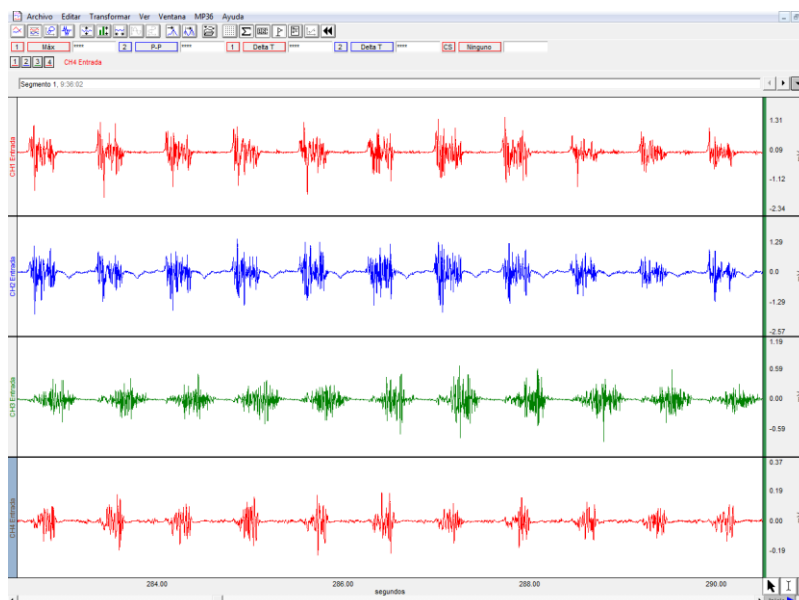 Archivo Editar Transformar Ver Ventana MP36 Ayuda
1 Máx **** 2 P-P **** 1 Delta T **** 2 Delta T **** CS Ninguno
1 2 3 4 CH4 Entrada
Segmento 1, 9:36:02
CH1 Entrada
1.31
0.09
-1.12
-2.34
CH2 Entrada
1.29
0.0
-1.29
-2.57
CH3 Entrada
1.19
0.59
0.00
-0.59
CH4 Entrada
0.37
0.19
0.00
-0.19
284.00 286.00 288.00 290.00
segundos